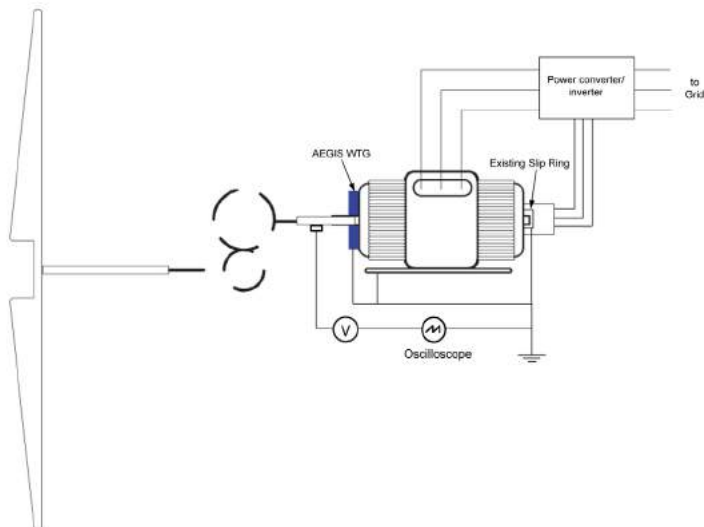 Power converter/
inverter
to
Grid
AEGIS WTG
Existing Slip Ring
V
Oscilloscope